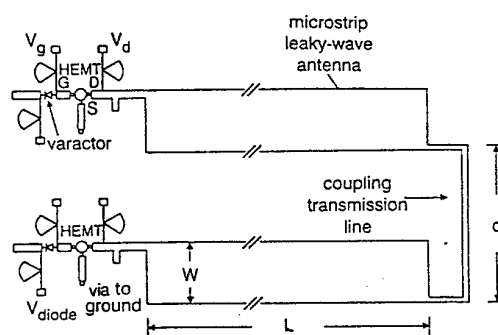 microstrip
leaky-wave
antenna
Vg Vd
HEMT
G D
S
varactor
coupling
transmission
line
d
HEMT
W
Vdiode
via to
ground
L